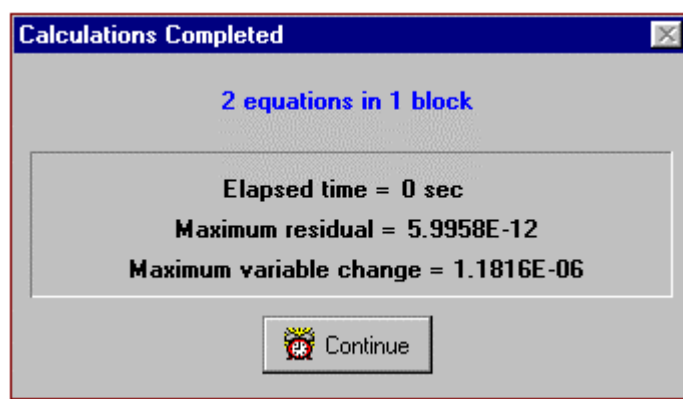 Calculations Completed
2 equations in 1 block
Elapsed time = 0 sec
Maximum residual = 5.9958E-12
Maximum variable change = 1.1816E-06
Continue